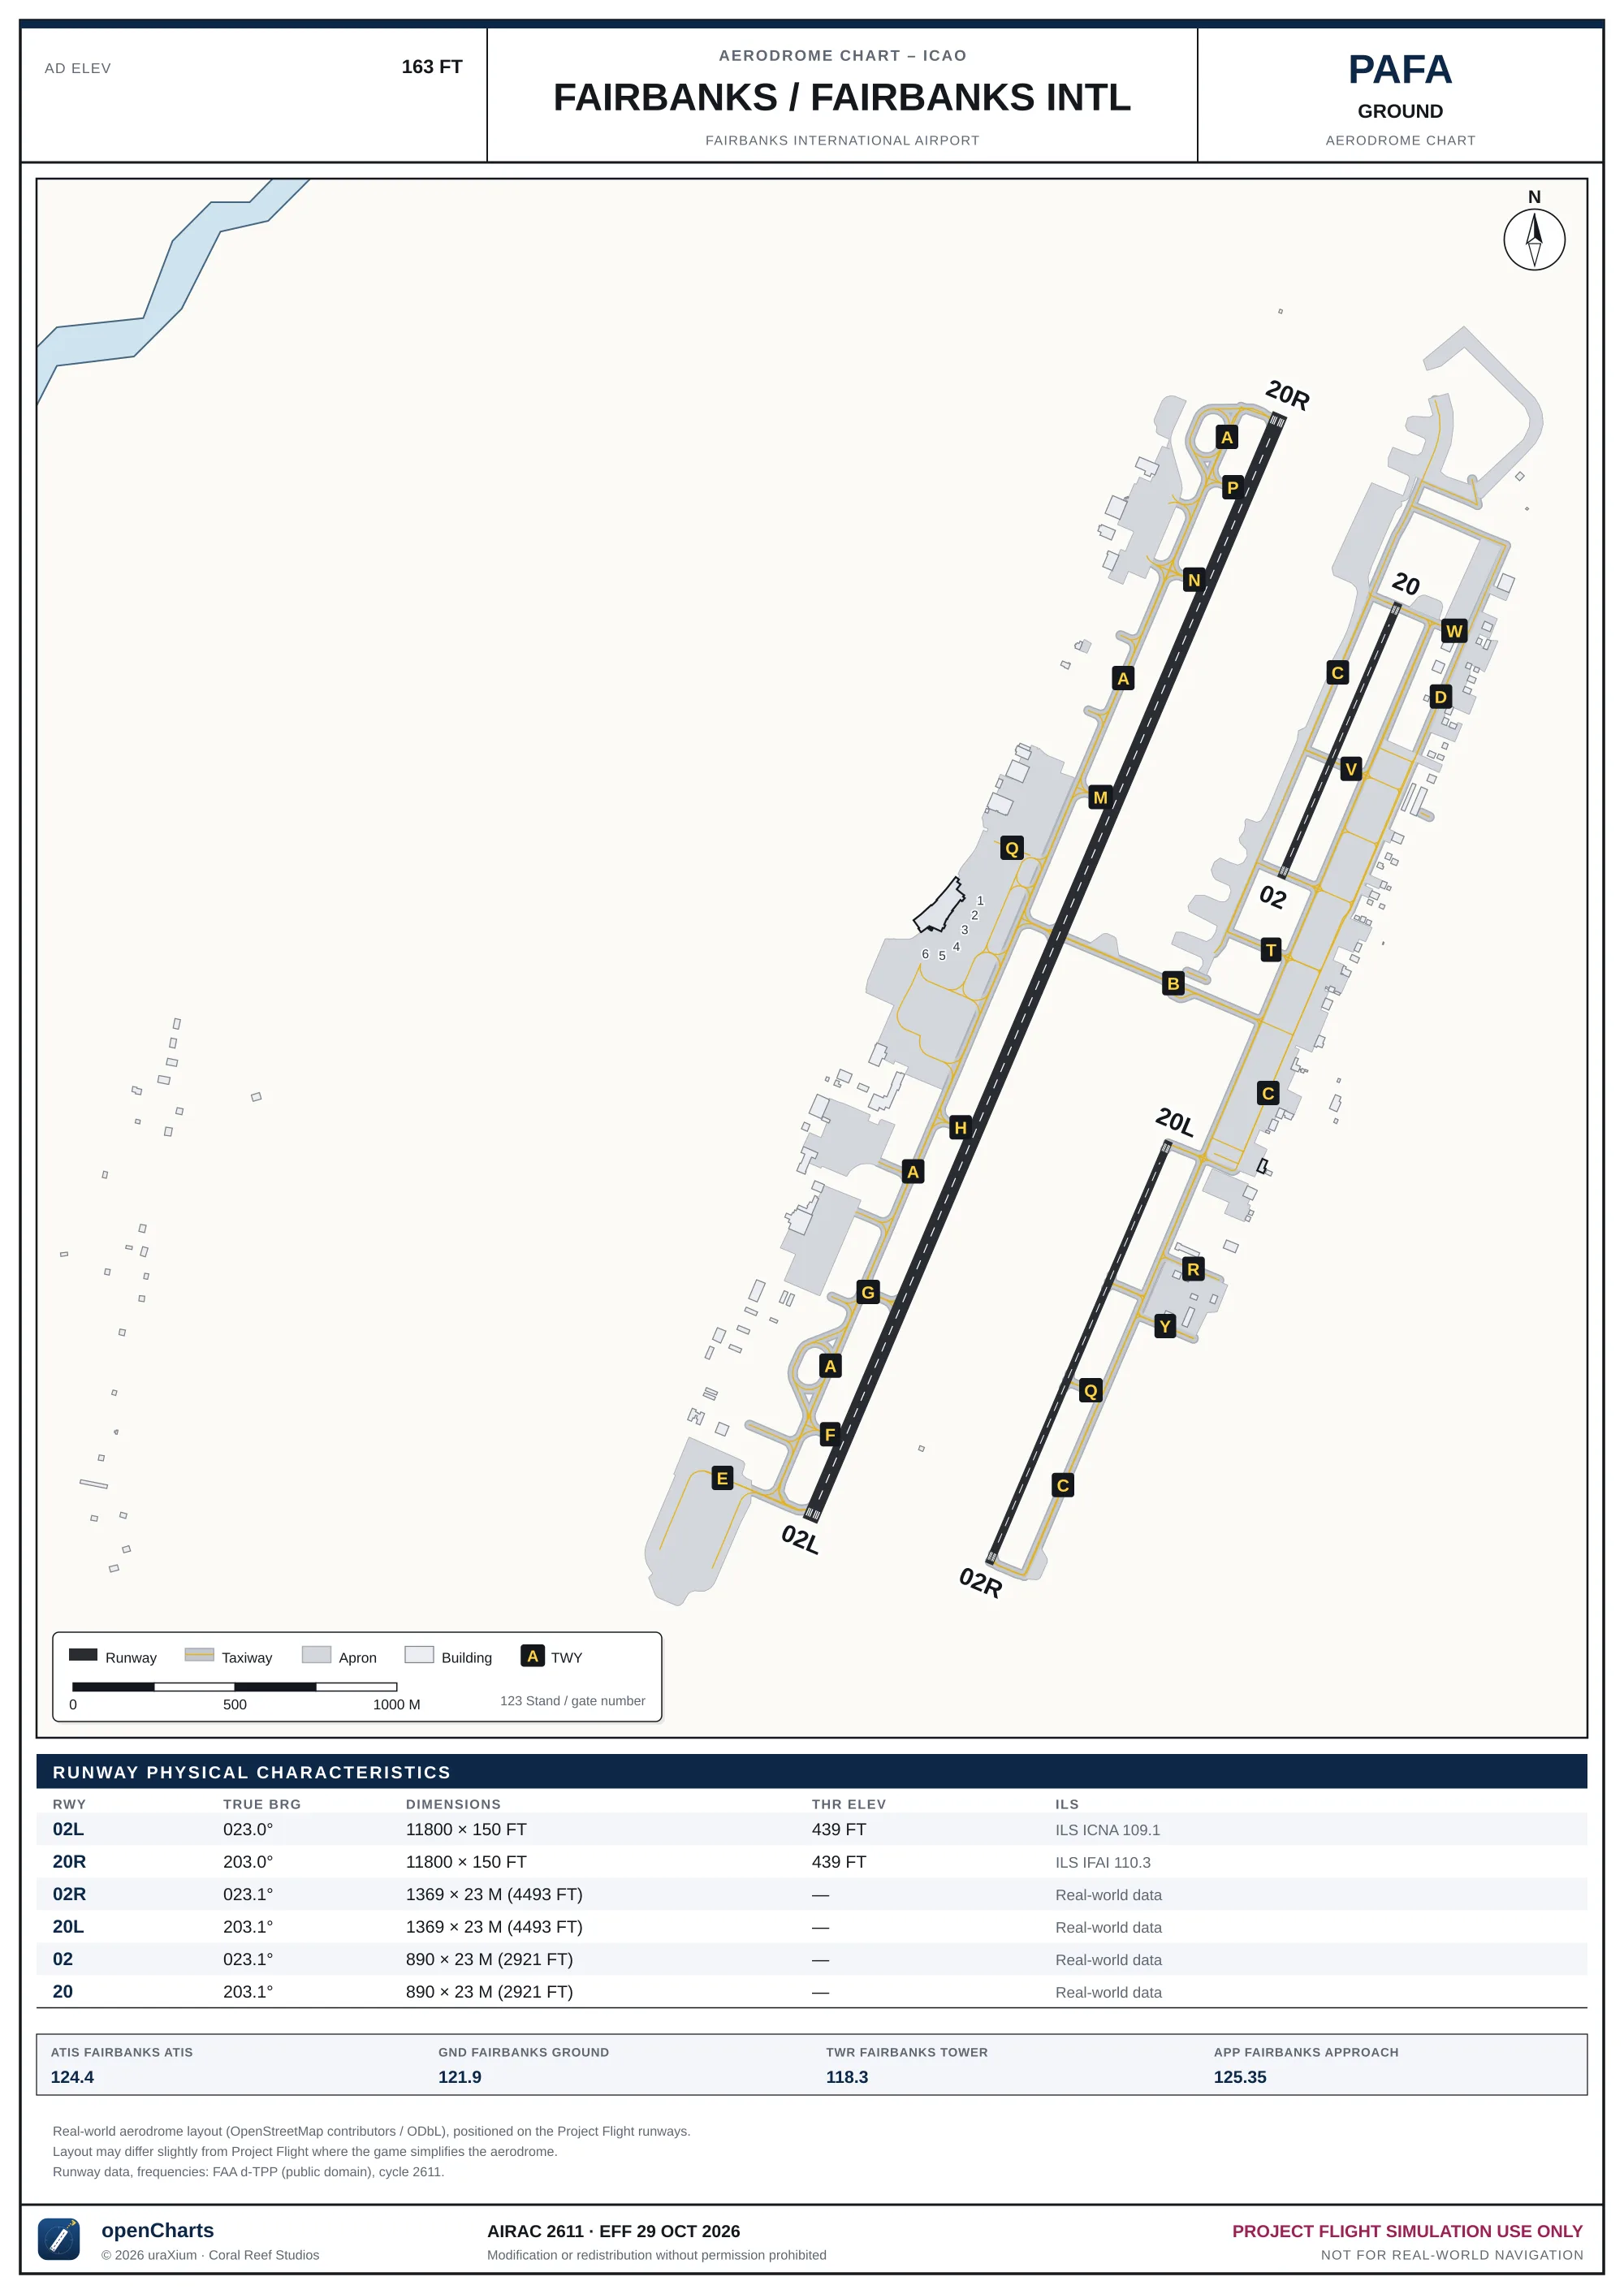 AD ELEV
163 FT
AERODROME CHART – ICAO
FAIRBANKS / FAIRBANKS INTL
FAIRBANKS INTERNATIONAL AIRPORT
PAFA
GROUND
AERODROME CHART
N
20R
A
P
N
20
W
C
D
A
V
M
Q
02
1
2
3
4
5
6
T
B
C
20L
H
A
R
G
Y
A
Q
F
E
C
02L
02R
Runway
Taxiway
Apron
Building
A
TWY
0
500
1000 M
123 Stand / gate number
RUNWAY PHYSICAL CHARACTERISTICS
RWY TRUE BRG DIMENSIONS THR ELEV ILS
02L 023.0° 11800 × 150 FT 439 FT ILS ICNA 109.1
20R 203.0° 11800 × 150 FT 439 FT ILS IFAI 110.3
02R 023.1° 1369 × 23 M (4493 FT) — Real-world data
20L 203.1° 1369 × 23 M (4493 FT) — Real-world data
02 023.1° 890 × 23 M (2921 FT) — Real-world data
20 203.1° 890 × 23 M (2921 FT) — Real-world data
ATIS FAIRBANKS ATIS
124.4
GND FAIRBANKS GROUND
121.9
TWR FAIRBANKS TOWER
118.3
APP FAIRBANKS APPROACH
125.35
Real-world aerodrome layout (OpenStreetMap contributors / ODbL), positioned on the Project Flight runways.
Layout may differ slightly from Project Flight where the game simplifies the aerodrome.
Runway data, frequencies: FAA d-TPP (public domain), cycle 2611.
openCharts
© 2026 uraXium · Coral Reef Studios
AIRAC 2611 · EFF 29 OCT 2026
Modification or redistribution without permission prohibited
PROJECT FLIGHT SIMULATION USE ONLY
NOT FOR REAL-WORLD NAVIGATION